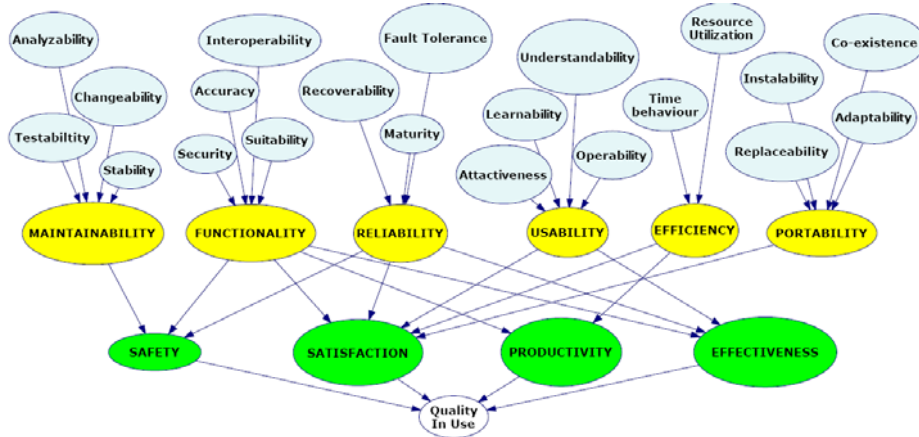 Analyzability
Interoperability
Fault Tolerance
Understandability
Resource
Utilization
Co-existence
Changeability
Accuracy
Recoverability
Learnability
Time
behaviour
Instalability
Testabiltity
Stability
Security
Suitability
Maturity
Attactiveness
Operability
Replaceability
Adaptability
MAINTAINABILITY
FUNCTIONALITY
RELIABILITY
USABILITY
EFFICIENCY
PORTABILITY
SAFETY
SATISFACTION
PRODUCTIVITY
EFFECTIVENESS
Quality
In Use